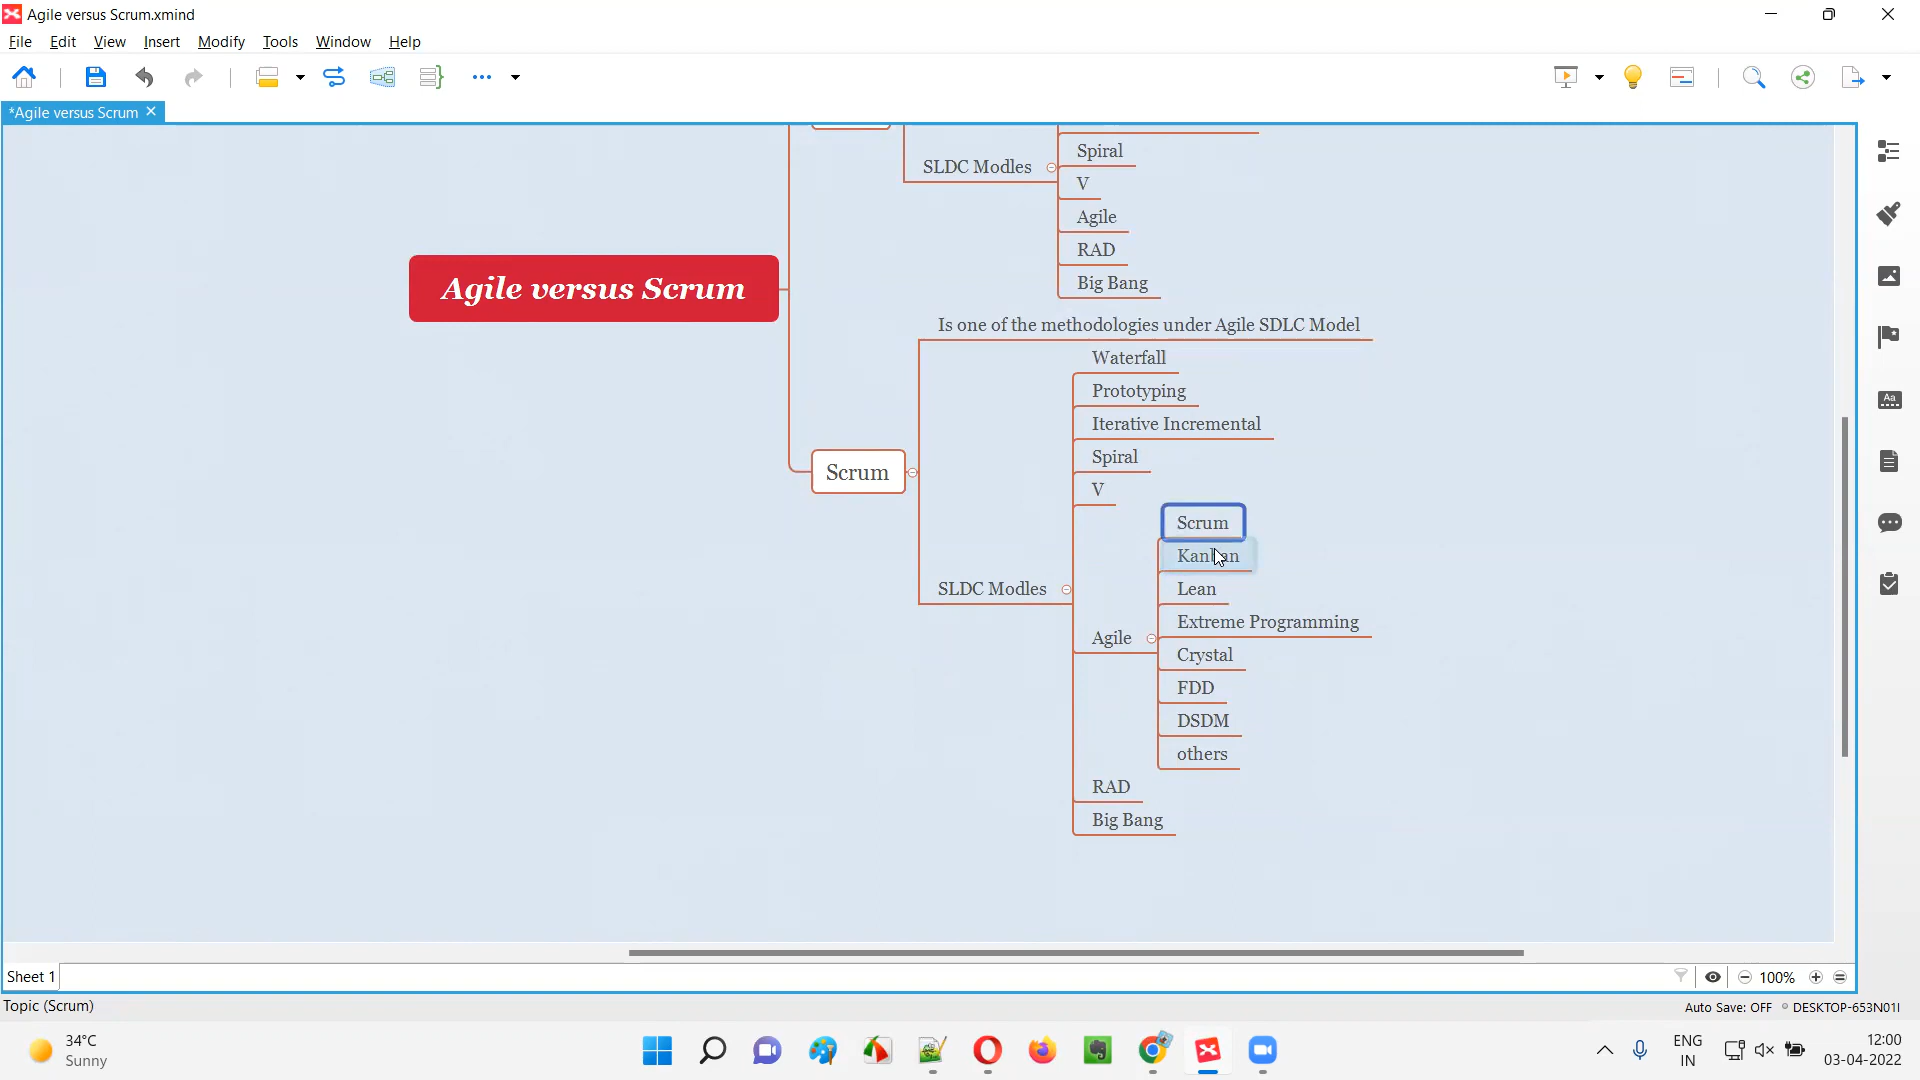 Agile versus Scrum.xmind
File Edit View Insert Modify Tools Window Help
*Agile versus Scrum
Spiral
SLDC Modles
V
Agile
RAD
Big Bang
Agile versus Scrum
Is one of the methodologies under Agile SDLC Model
Waterfall
Prototyping
Iterative Incremental
Spiral
Scrum
V
Scrum
Kanban
SLDC Modles
Lean
Extreme Programming
Agile
Crystal
FDD
DSDM
others
RAD
Big Bang
Sheet 1
100%
Topic (Scrum)
Auto Save: OFF
DESKTOP-653N01I
34°C
Sunny
ENG
IN
12:00
03-04-2022